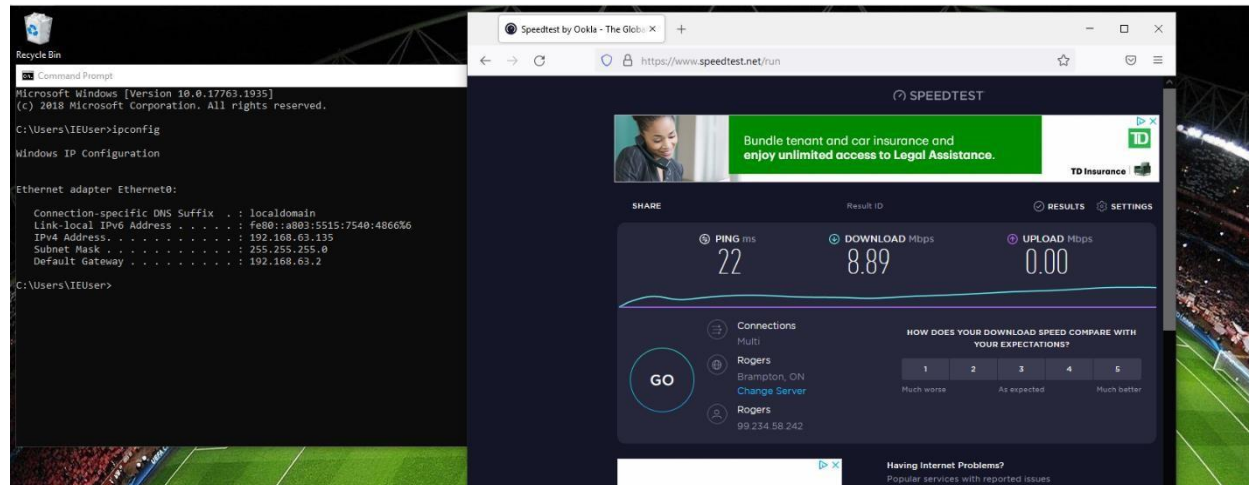 Recycle Bin
Command Prompt
Microsoft Windows [Version 10.0.17763.1935]
(c) 2018 Microsoft Corporation. All rights reserved.
C:\Users\IEUser>ipconfig
Windows IP Configuration
Ethernet adapter Ethernet0:
Connection-specific DNS Suffix . : localdomain
Link-local IPv6 Address . . . . . : fe80::a803:5515:7540:4866%6
IPv4 Address. . . . . . . . . . . : 192.168.63.135
Subnet Mask . . . . . . . . . . . : 255.255.255.0
Default Gateway . . . . . . . . . : 192.168.63.2
C:\Users\IEUser>
Speedtest by Ookla - The Globa
https://www.speedtest.net/run
SPEEDTEST
Bundle tenant and car insurance and
enjoy unlimited access to Legal Assistance.
TD
TD Insurance
SHARE Result ID RESULTS SETTINGS
PING ms DOWNLOAD Mbps UPLOAD Mbps
22 8.89 0.00
GO
Connections
Multi
Rogers
Brampton, ON
Change Server
Rogers
99.234.58.242
HOW DOES YOUR DOWNLOAD SPEED COMPARE WITH
YOUR EXPECTATIONS?
1 2 3 4 5
Much worse As expected Much better
Having Internet Problems?
Popular services with reported issues